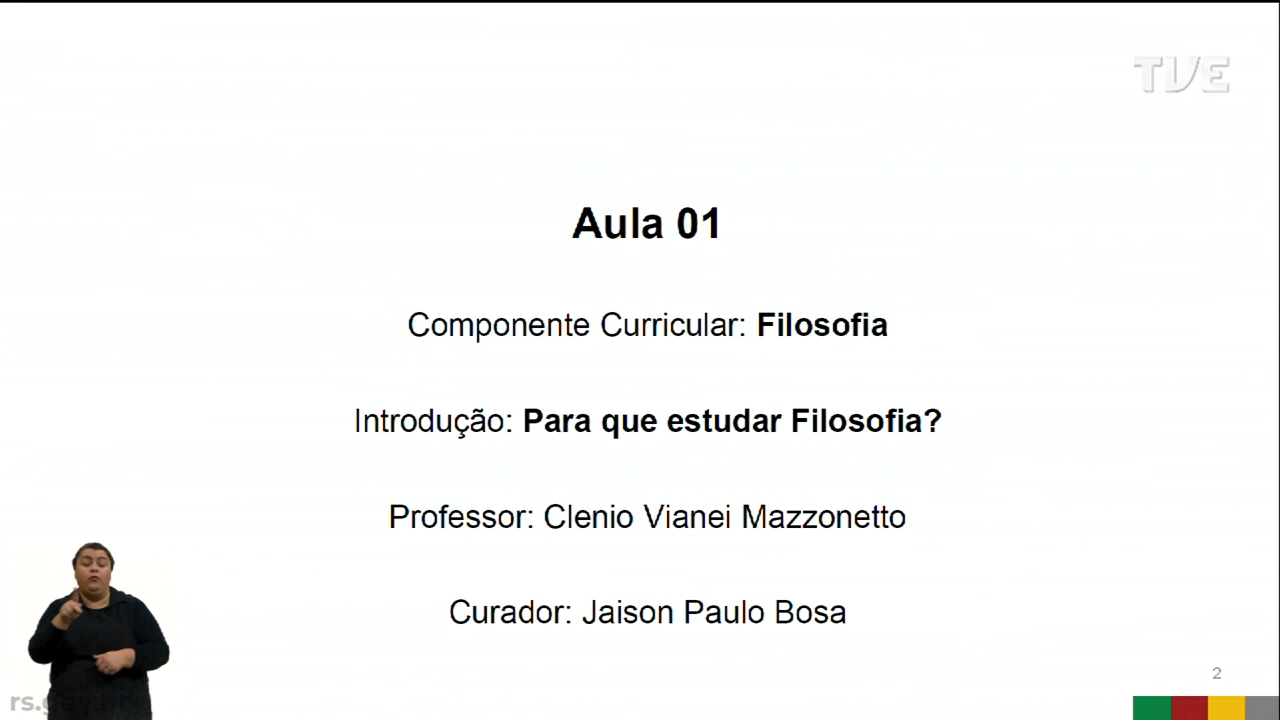 TVE
Aula 01
Componente Curricular: Filosofia
Introdução: Para que estudar Filosofia?
Professor: Clenio Vianei Mazzonetto
Curador: Jaison Paulo Bosa
2